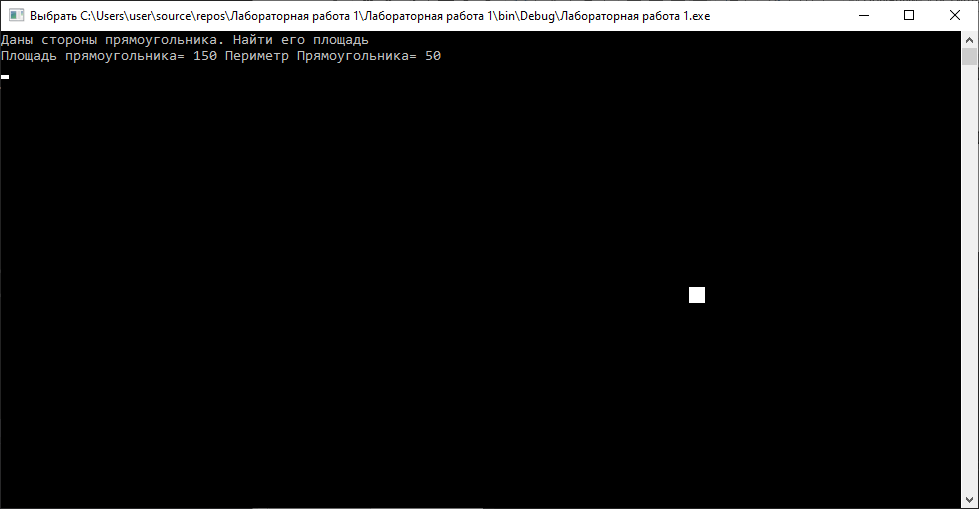 Выбрать C:\Users\user\source\repos\Лабораторная работа 1\Лабораторная работа 1\bin\Debug\Лабораторная работа 1.exe
Даны стороны прямоугольника. Найти его площадь
Площадь прямоугольника= 150 Периметр Прямоугольника= 50